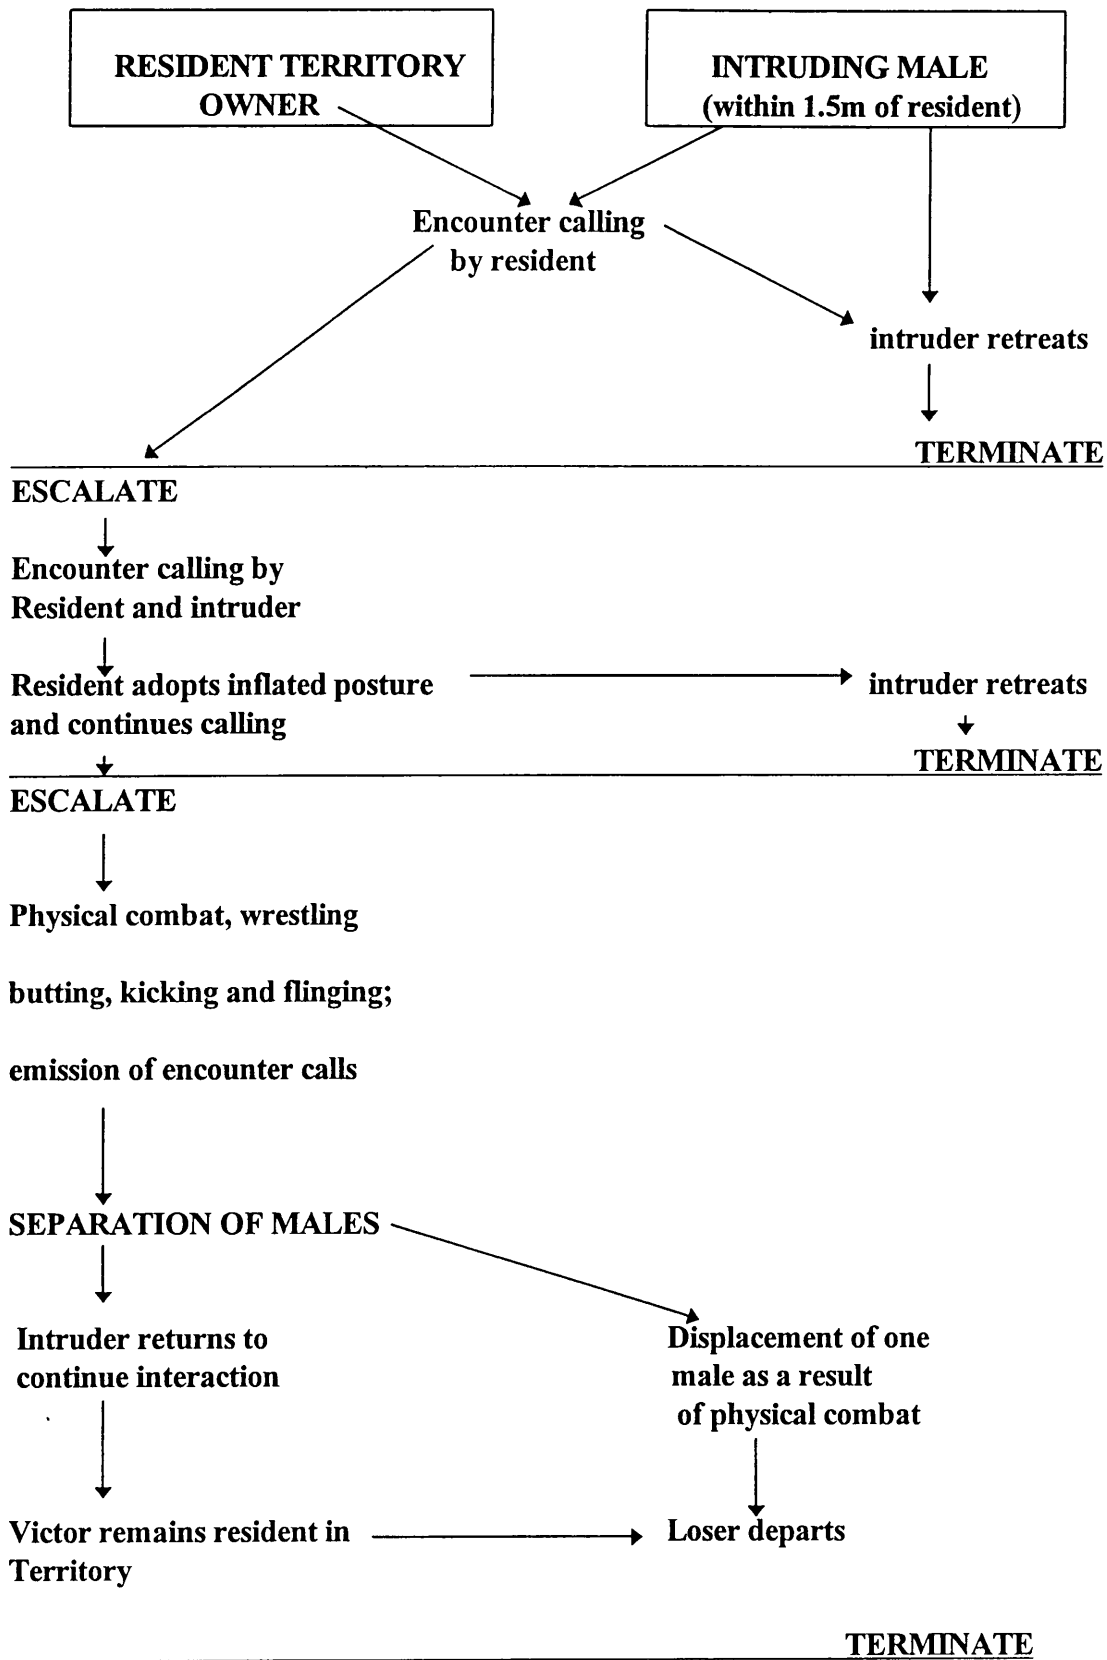 RESIDENT TERRITORY
OWNER
INTRUDING MALE
(within 1.5m of resident)
Encounter calling
by resident
intruder retreats
TERMINATE
ESCALATE
Encounter calling by
Resident and intruder
Resident adopts inflated posture
and continues calling
intruder retreats
TERMINATE
ESCALATE
Physical combat, wrestling
butting, kicking and flinging;
emission of encounter calls
SEPARATION OF MALES
Intruder returns to
continue interaction
Displacement of one
male as a result
of physical combat
Victor remains resident in
Territory
Loser departs
TERMINATE